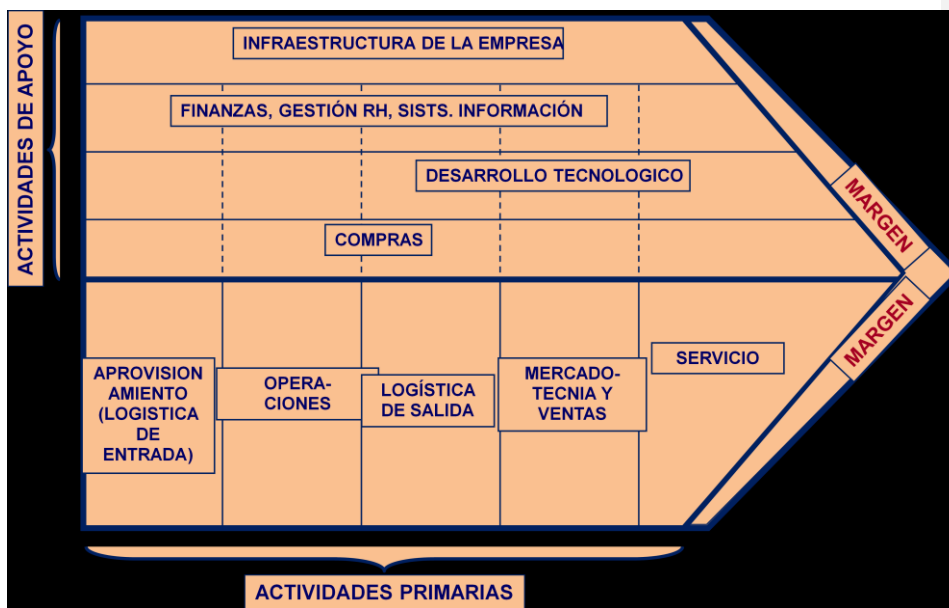 ACTIVIDADES DE APOYO
INFRAESTRUCTURA DE LA EMPRESA
FINANZAS, GESTIÓN RH, SISTS. INFORMACIÓN
DESARROLLO TECNOLOGICO
COMPRAS
MARGEN
MARGEN
APROVISION
AMIENTO
(LOGISTICA
DE
ENTRADA)
OPERA-
CIONES
LOGÍSTICA
DE SALIDA
MERCADO-
TECNIA Y
VENTAS
SERVICIO
ACTIVIDADES PRIMARIAS